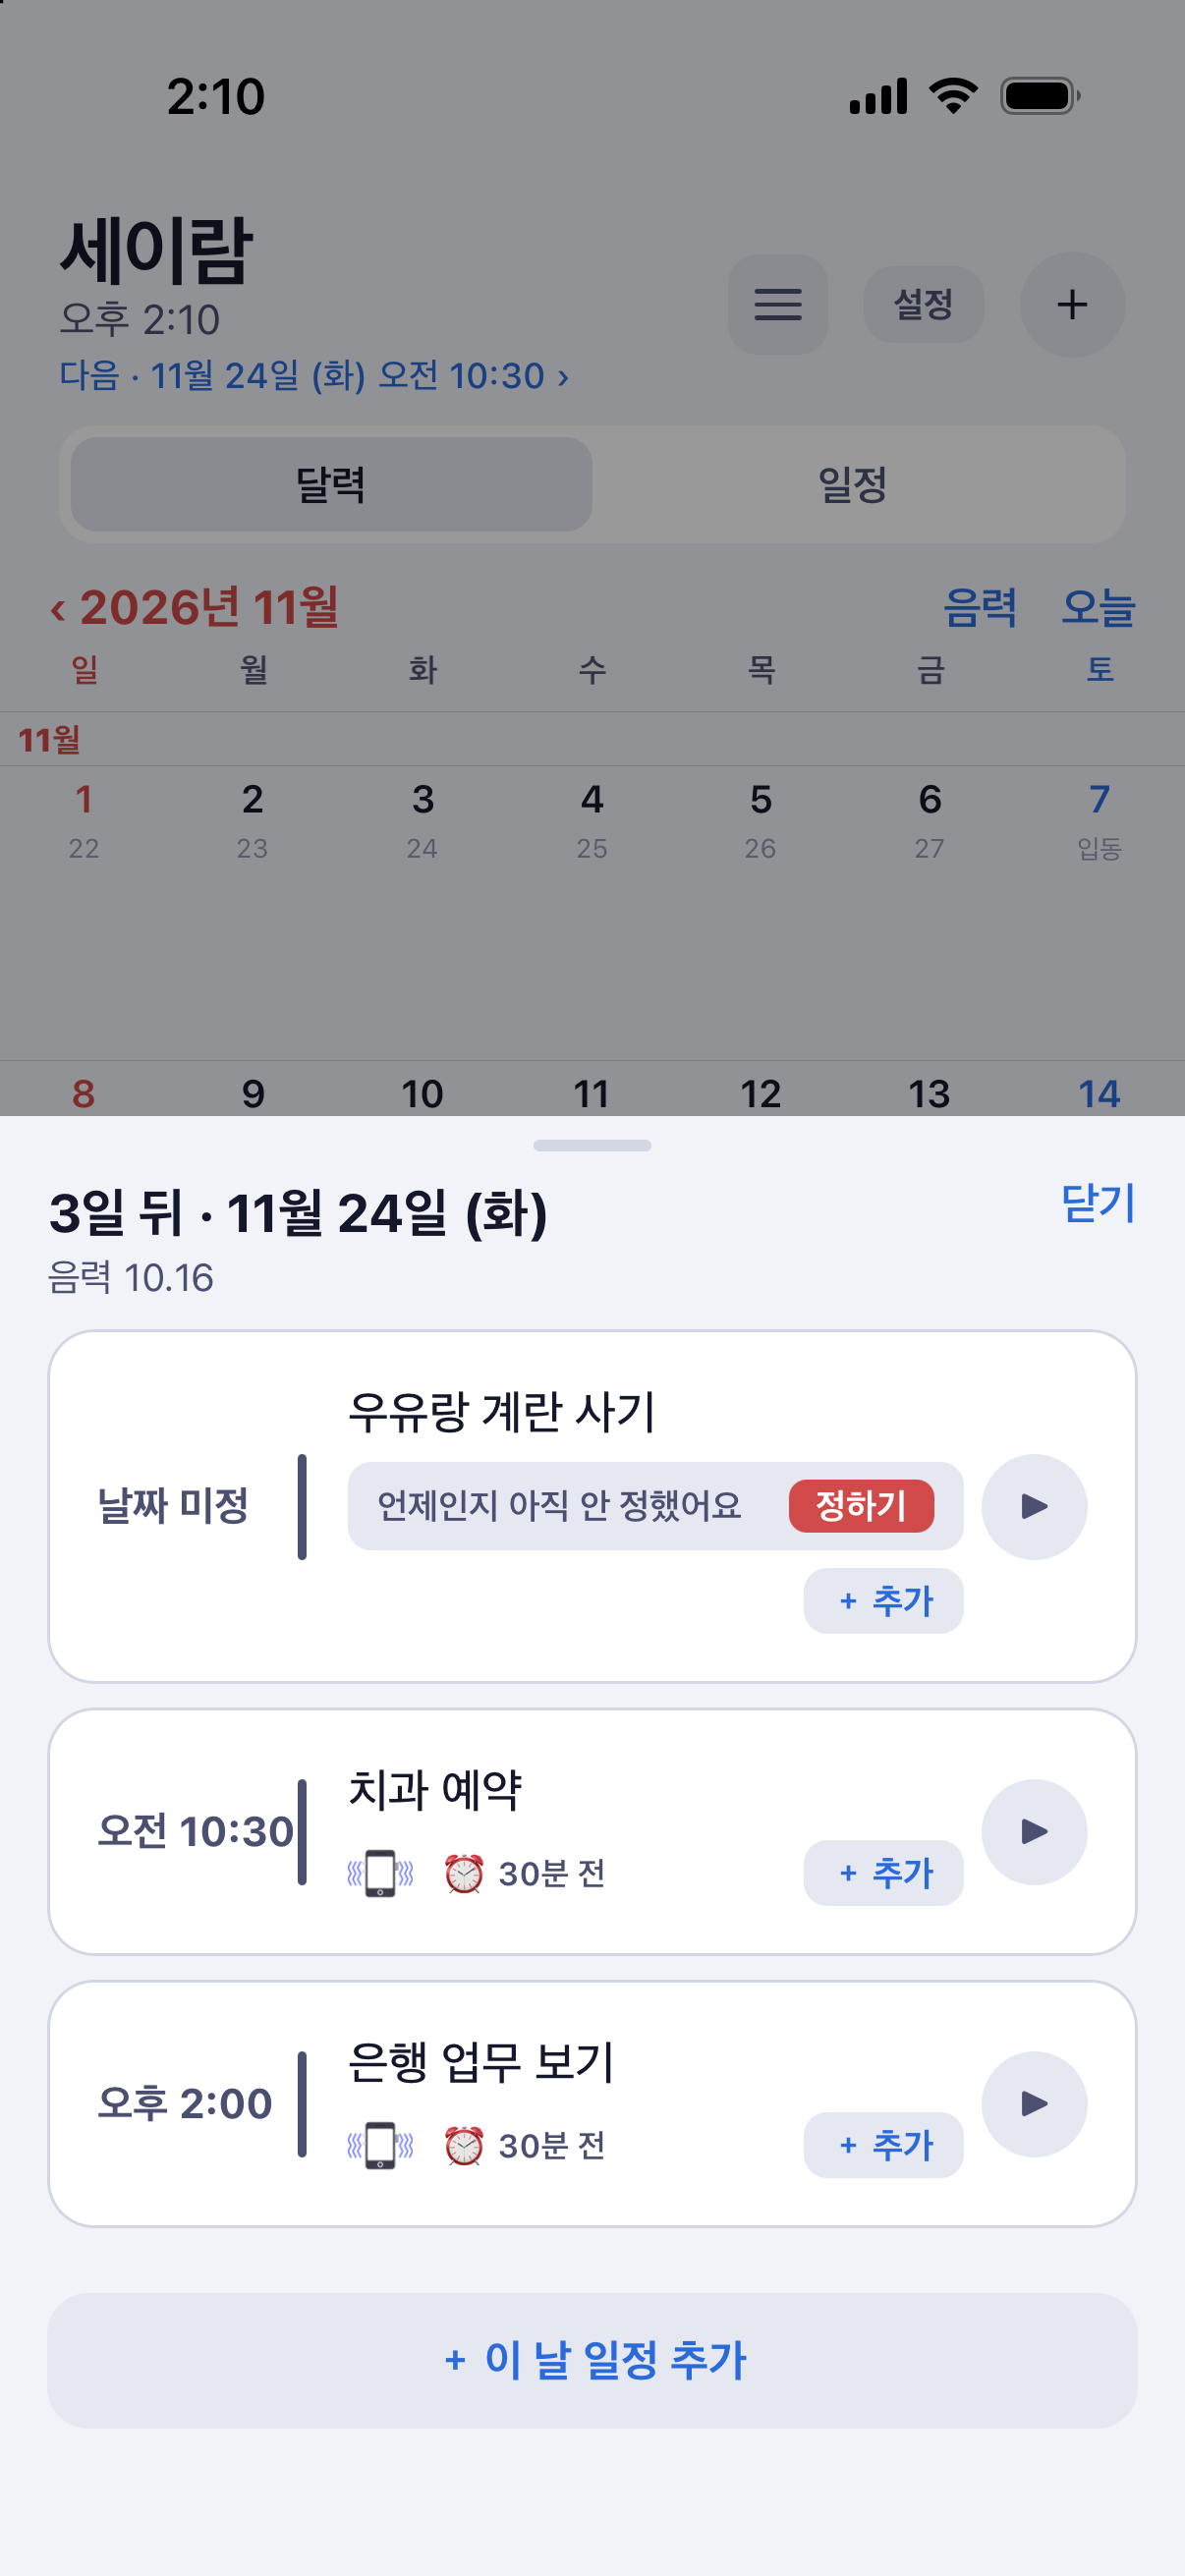 2:10
세이람
오후 2:10
다음 · 11월 24일 (화) 오전 10:30 ›
설정
+
달력 일정
‹ 2026년 11월 음력 오늘
일 월 화 수 목 금 토
11월
1 2 3 4 5 6 7
22 23 24 25 26 27 입동
8 9 10 11 12 13 14
3일 뒤 · 11월 24일 (화) 닫기
음력 10.16
우유랑 계란 사기
날짜 미정
언제인지 아직 안 정했어요 정하기
+ 추가
치과 예약
오전 10:30
30분 전 + 추가
은행 업무 보기
오후 2:00
30분 전 + 추가
+ 이 날 일정 추가